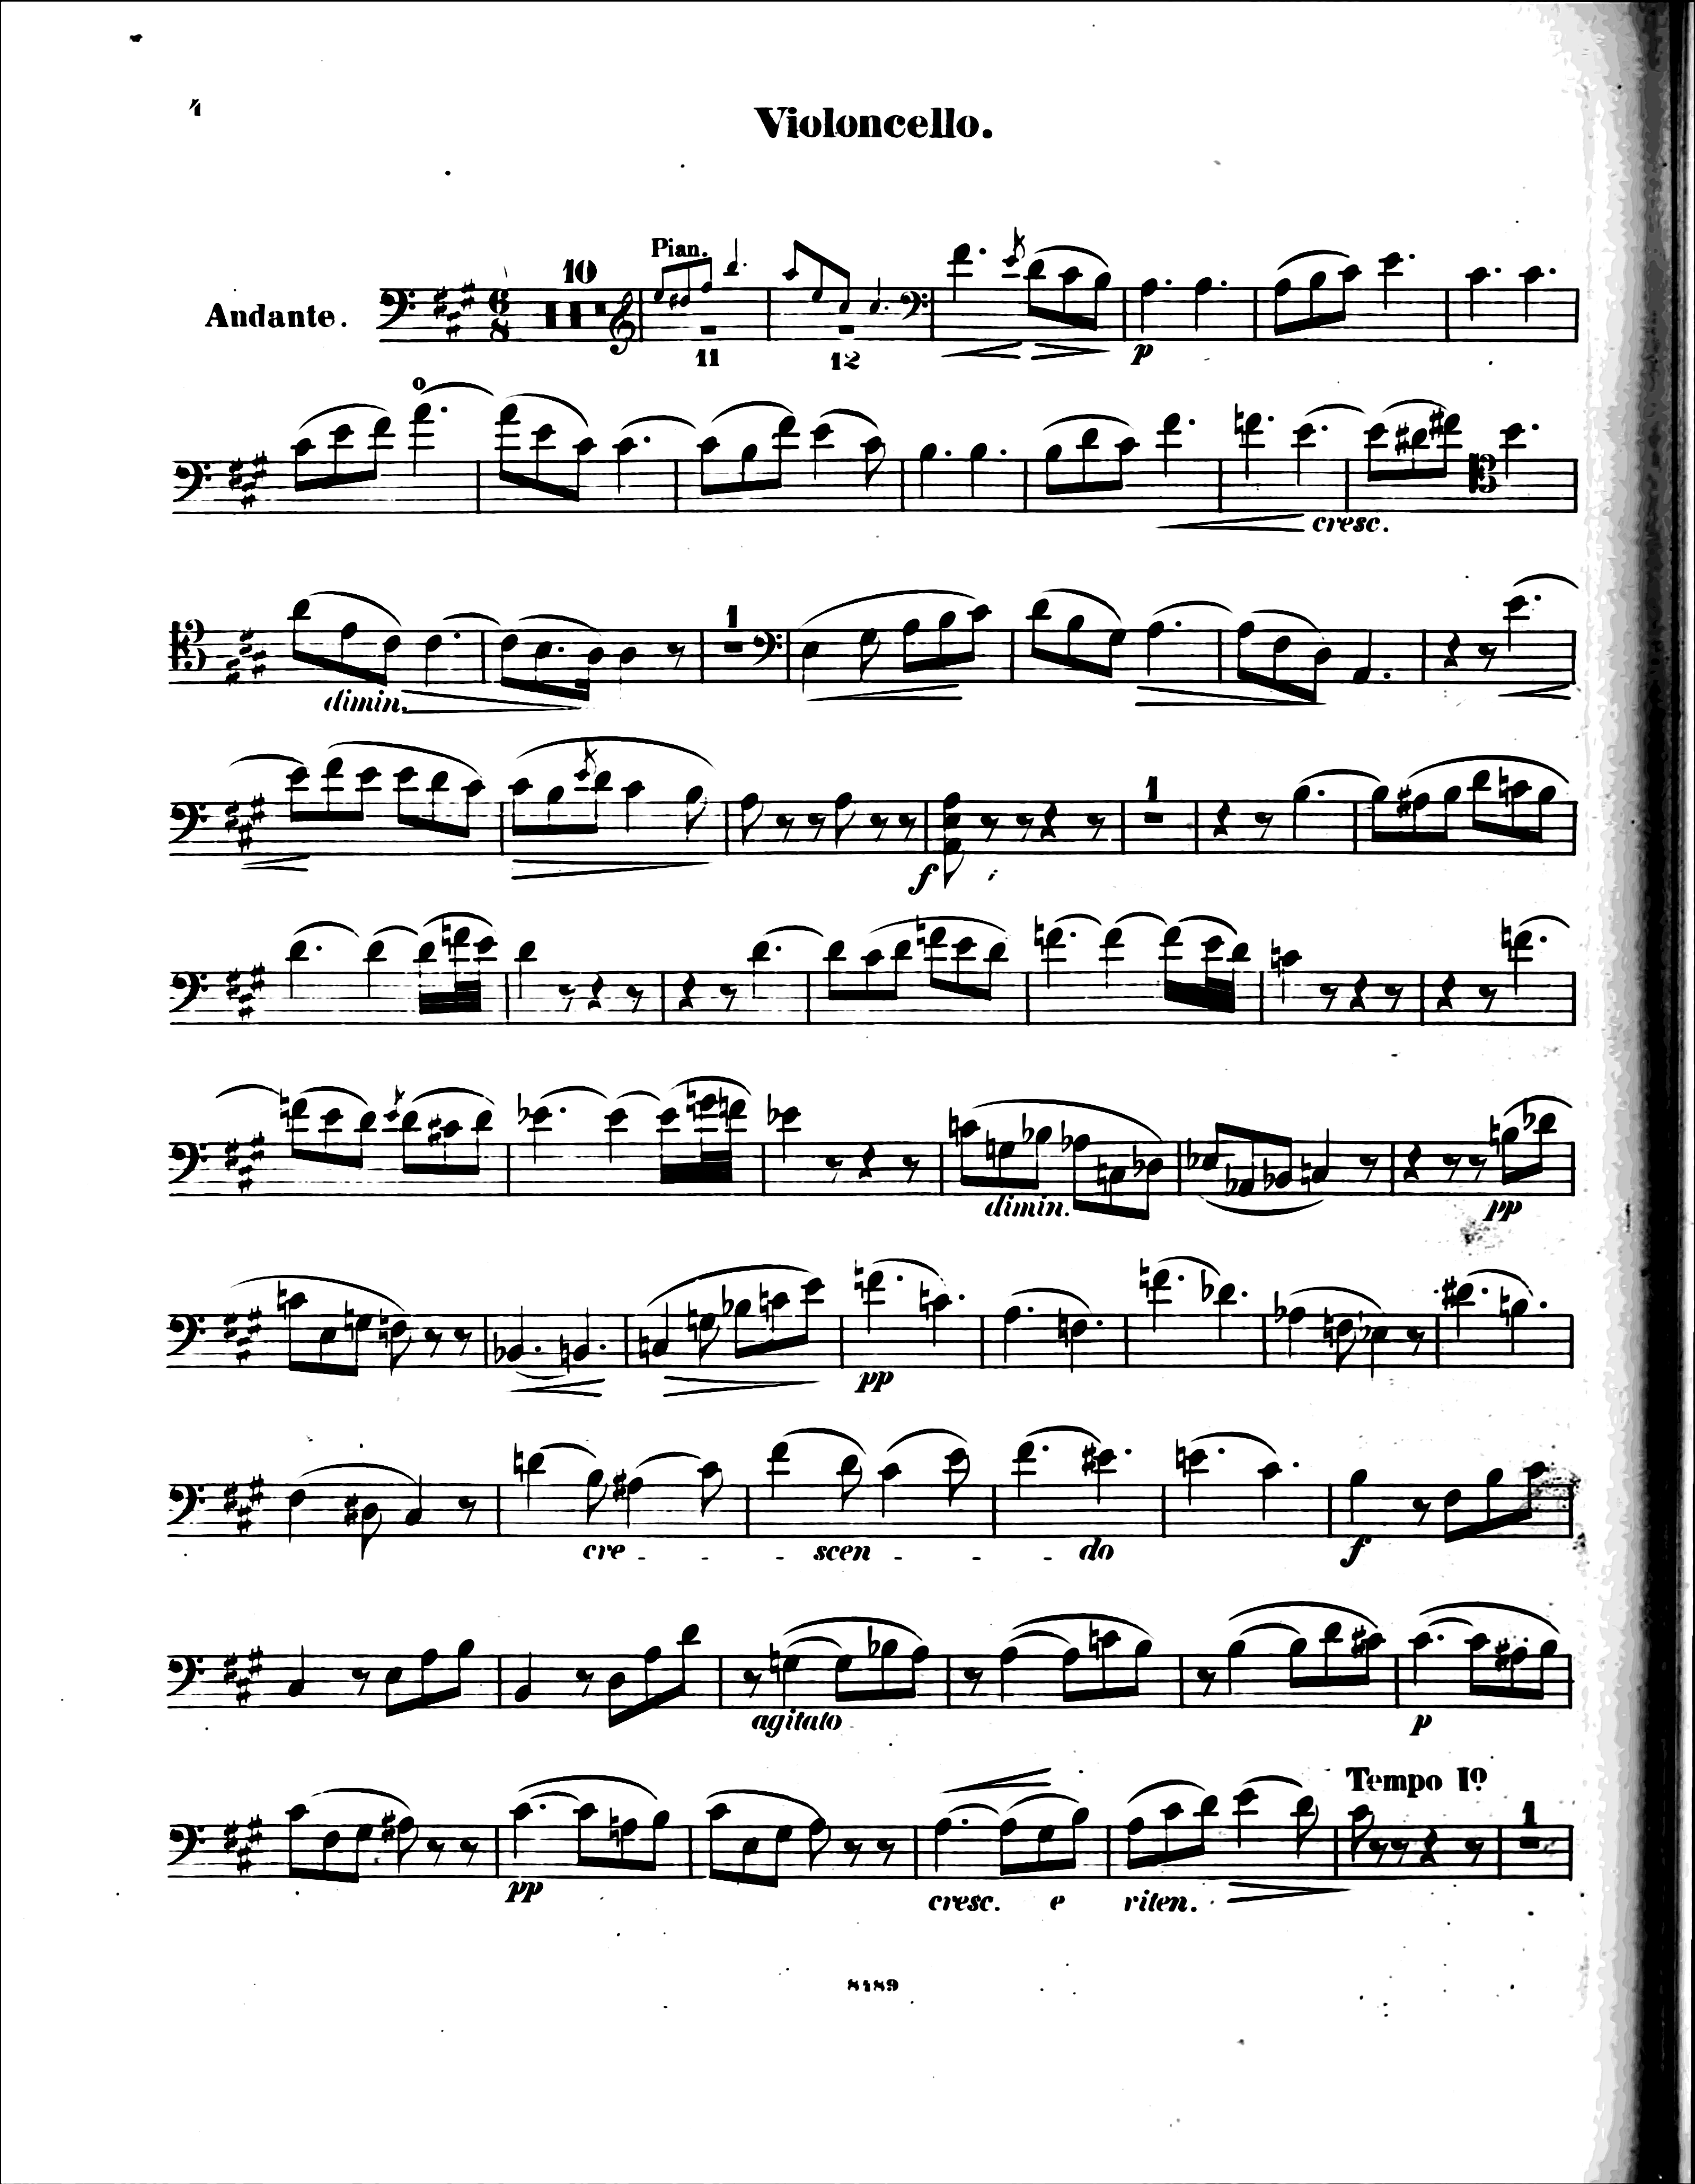 4
Violoncello.
Andante.
6
8
10
Pian.
11
12
p
o
cresc.
dimin.
1
f
1
dimin.
pp
pp
cre - - - scen - - - do
f
agitato
p
Tempo Iº
1
pp
cresc. e riten.
8189